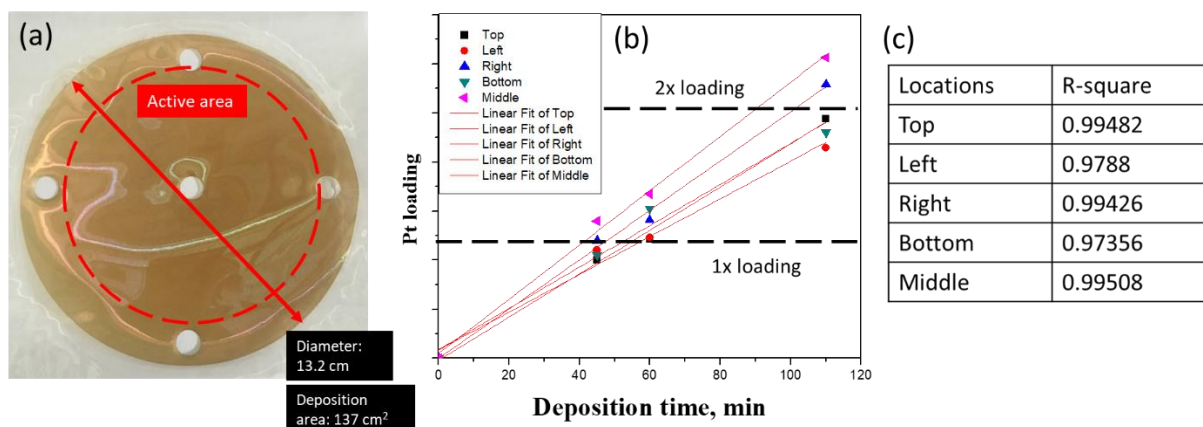 (a)
Active area
Diameter:
13.2 cm
Deposition
area: 137 cm²
(b)
Top
Left
Right
Bottom
Middle
Linear Fit of Top
Linear Fit of Left
Linear Fit of Right
Linear Fit of Bottom
Linear Fit of Middle
2x loading
1x loading
Pt loading
0 20 40 60 80 100 120
Deposition time, min
(c)
Locations R-square
Top 0.99482
Left 0.9788
Right 0.99426
Bottom 0.97356
Middle 0.99508